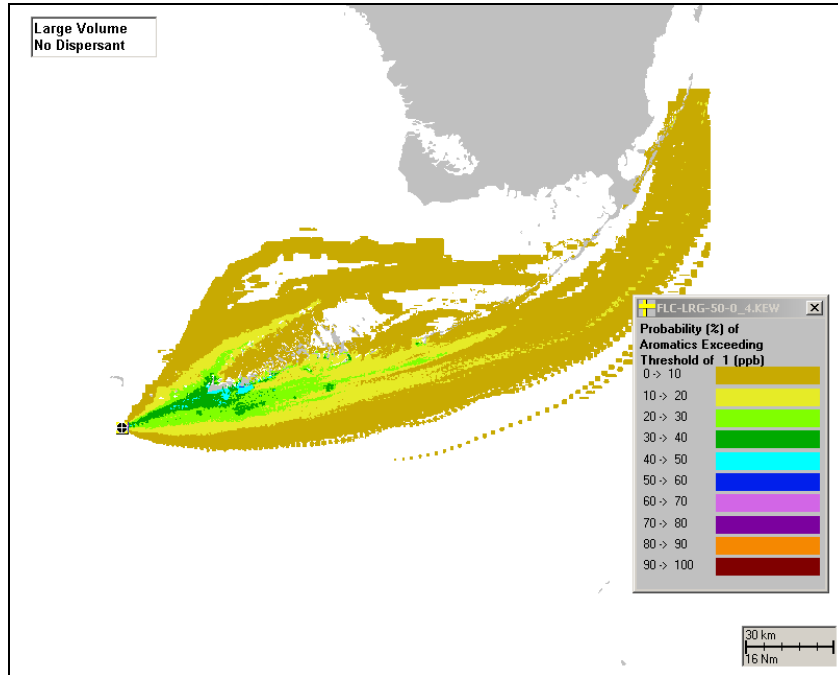 Large Volume
No Dispersant
FLC-LRG-50-0_4.KEW
Probability (%) of
Aromatics Exceeding
Threshold of 1 (ppb)
0 -> 10
10 -> 20
20 -> 30
30 -> 40
40 -> 50
50 -> 60
60 -> 70
70 -> 80
80 -> 90
90 -> 100
30 km
16 Nm